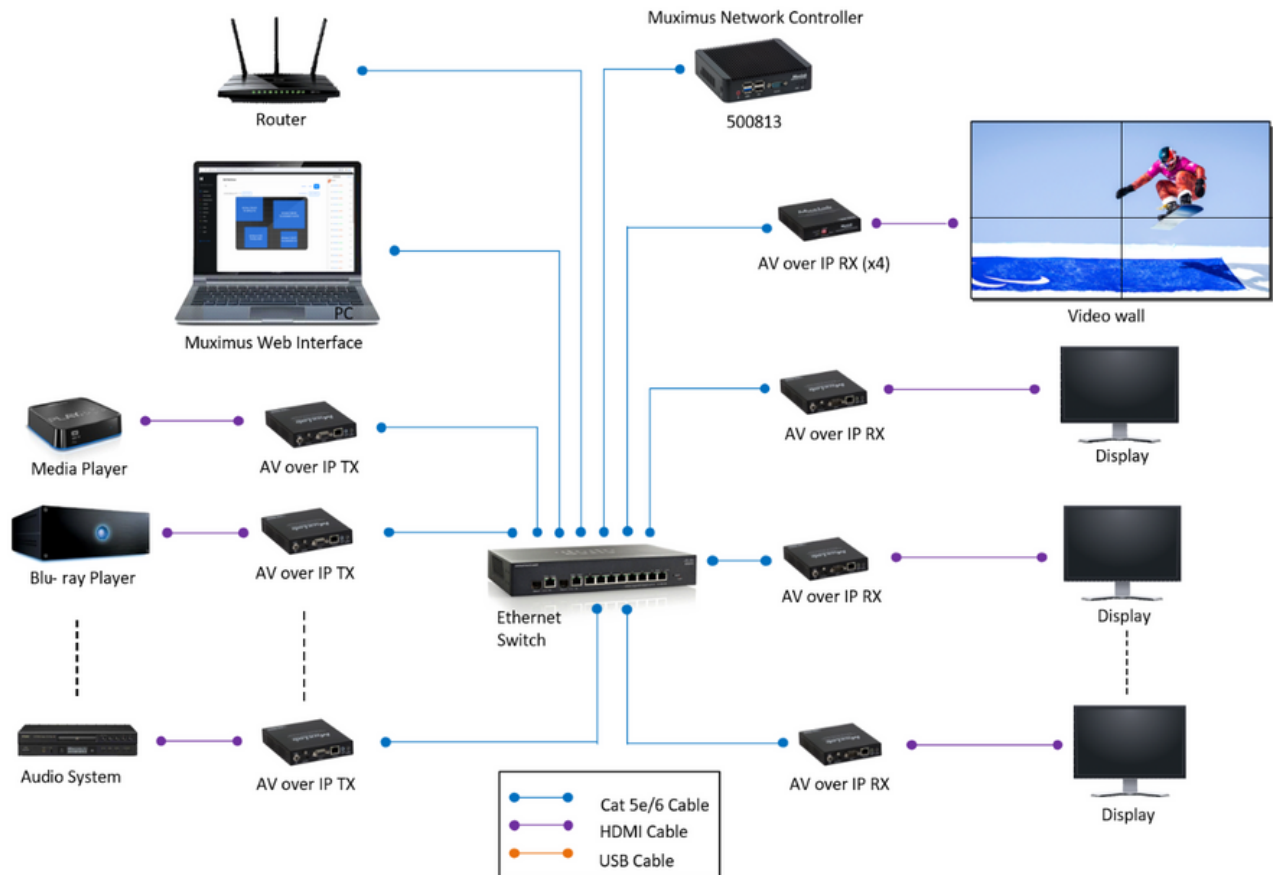 Muximus Network Controller
Router
500813
PC
Muximus Web Interface
AV over IP RX (x4)
Video wall
Media Player
AV over IP TX
AV over IP RX
Display
Blu- ray Player
AV over IP TX
Ethernet
Switch
AV over IP RX
Display
Audio System
AV over IP TX
AV over IP RX
Display
Cat 5e/6 Cable
HDMI Cable
USB Cable